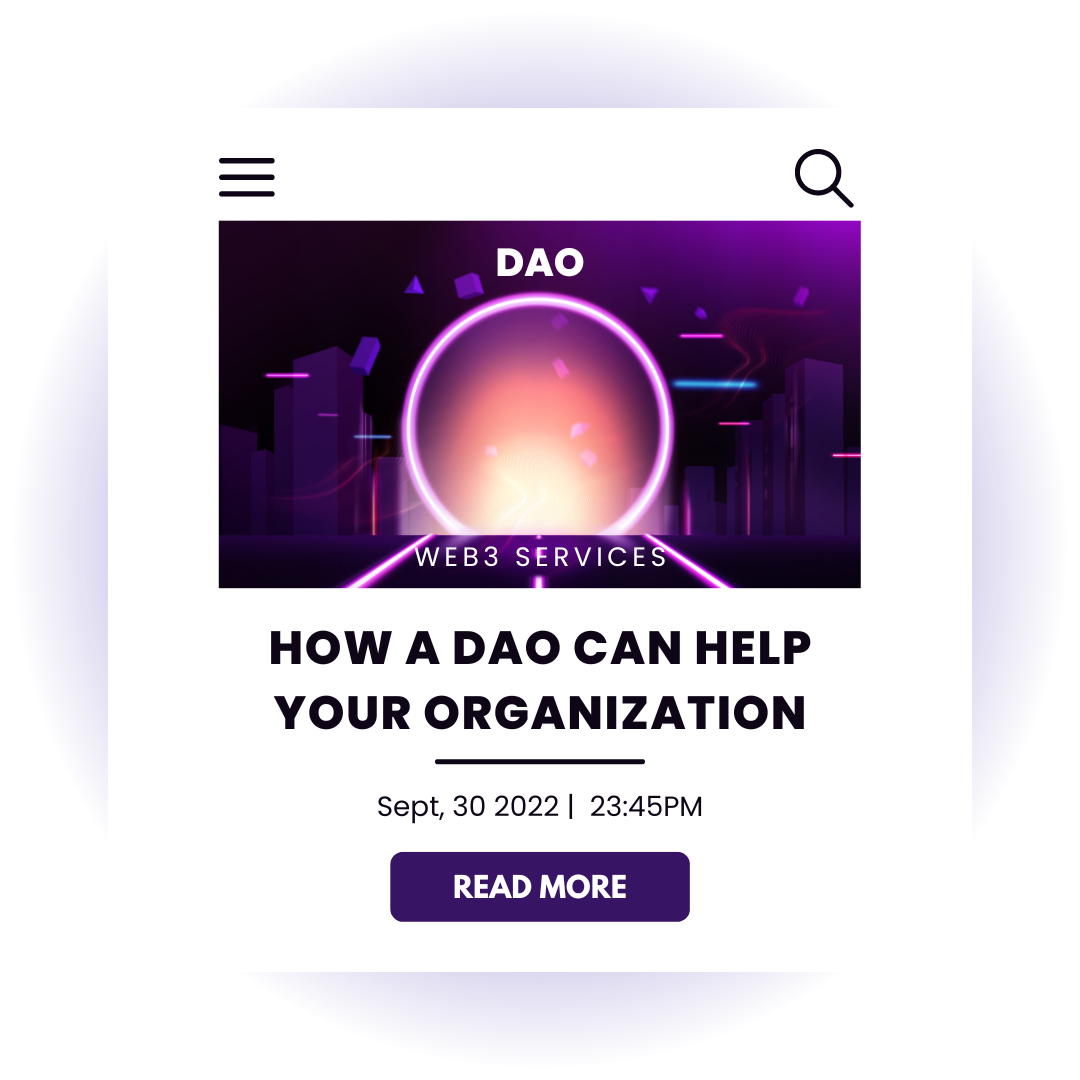 DAO
WEB3 SERVICES
HOW A DAO CAN HELP
YOUR ORGANIZATION
Sept, 30 2022 |  23:45PM
READ MORE